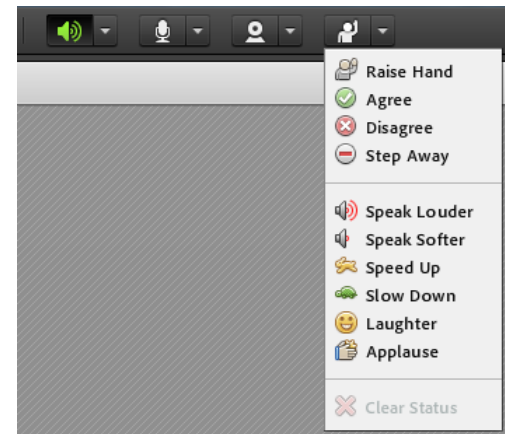 Raise Hand
Agree
Disagree
Step Away
Speak Louder
Speak Softer
Speed Up
Slow Down
Laughter
Applause
Clear Status